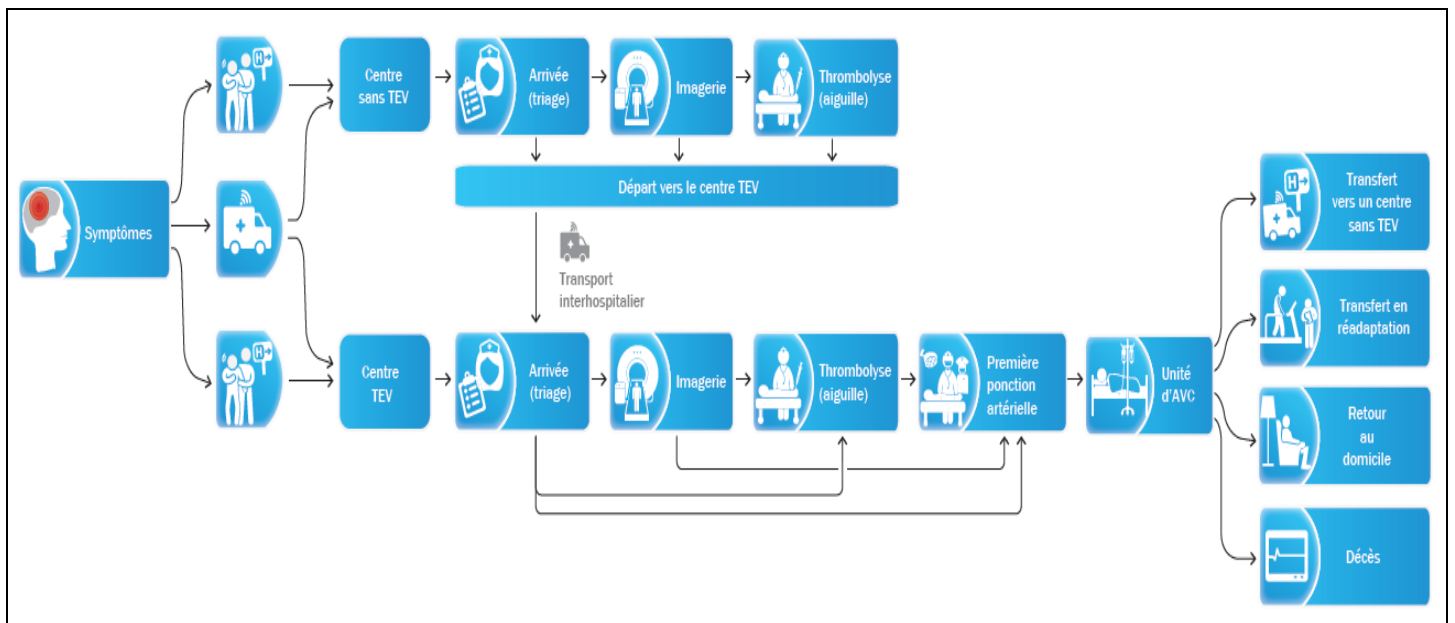 Symptômes
H
Centre
sans TEV
Arrivée
(triage)
Imagerie
Thrombolyse
(aiguille)
Départ vers le centre TEV
Transport
interhospitalier
H
Centre
TEV
Arrivée
(triage)
Imagerie
Thrombolyse
(aiguille)
Première
ponction
artérielle
Unité
d'AVC
H
Transfert
vers un centre
sans TEV
Transfert en
réadaptation
Retour
au
domicile
Décès